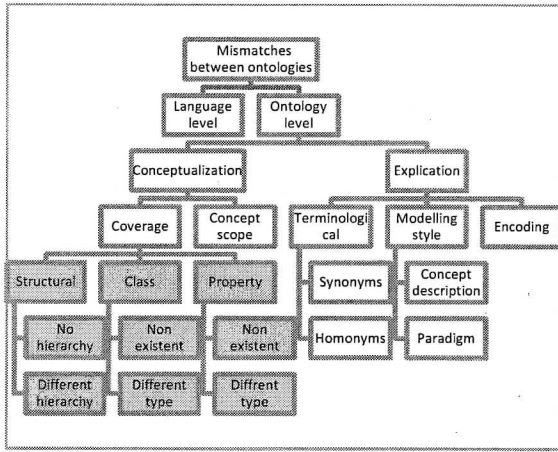 Mismatches
between ontologies
Language
level
Ontology
level
Conceptualization
Explication
Coverage
Concept
scope
Terminologi
cal
Modelling
style
Encoding
Structural
Class
Property
Synonyms
Concept
description
No
hierarchy
Non
existent
Non
existent
Homonyms
Paradigm
Different
hierarchy
Different
type
Diffrent
type